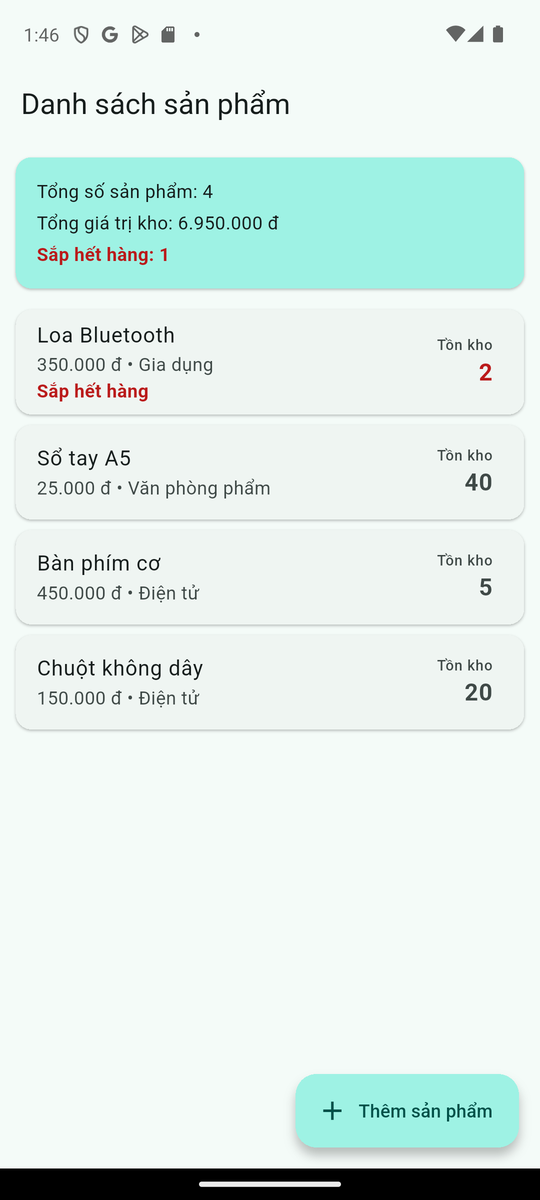 1:46
Danh sách sản phẩm
Tổng số sản phẩm: 4
Tổng giá trị kho: 6.950.000 đ
Sắp hết hàng: 1
Loa Bluetooth
350.000 đ • Gia dụng
Sắp hết hàng
Tồn kho
2
Sổ tay A5
25.000 đ • Văn phòng phẩm
Tồn kho
40
Bàn phím cơ
450.000 đ • Điện tử
Tồn kho
5
Chuột không dây
150.000 đ • Điện tử
Tồn kho
20
Thêm sản phẩm